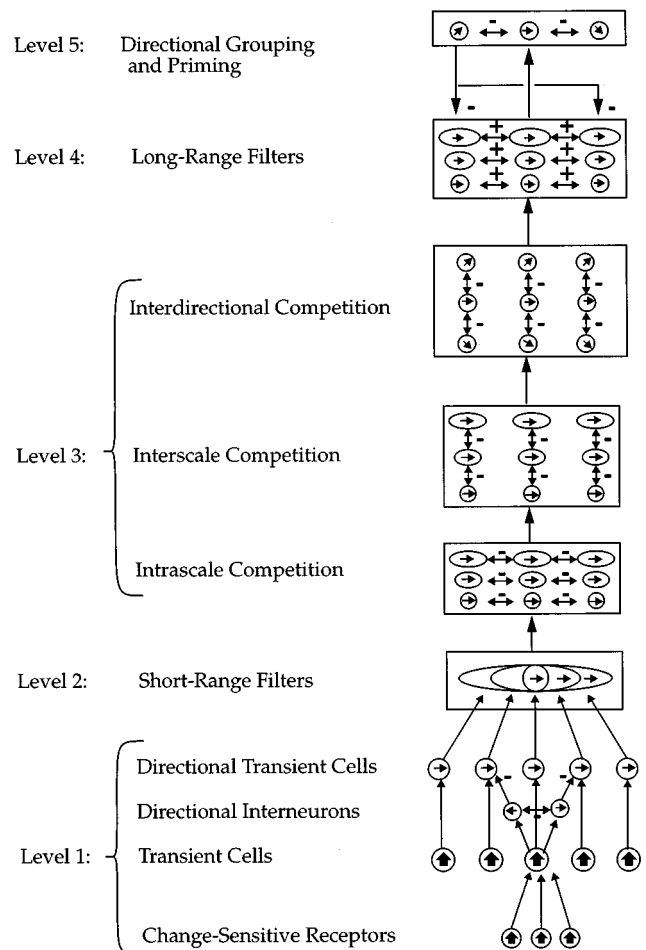 Level 5: Directional Grouping
and Priming
- -
- -
Level 4: Long-Range Filters
+ +
+ +
+ +
Level 3:
Interdirectional Competition
- - -
- - -
Interscale Competition
- - -
- - -
Intrascale Competition
- -
- -
- -
Level 2: Short-Range Filters
Level 1:
Directional Transient Cells
- -
Directional Interneurons
-
Transient Cells
Change-Sensitive Receptors